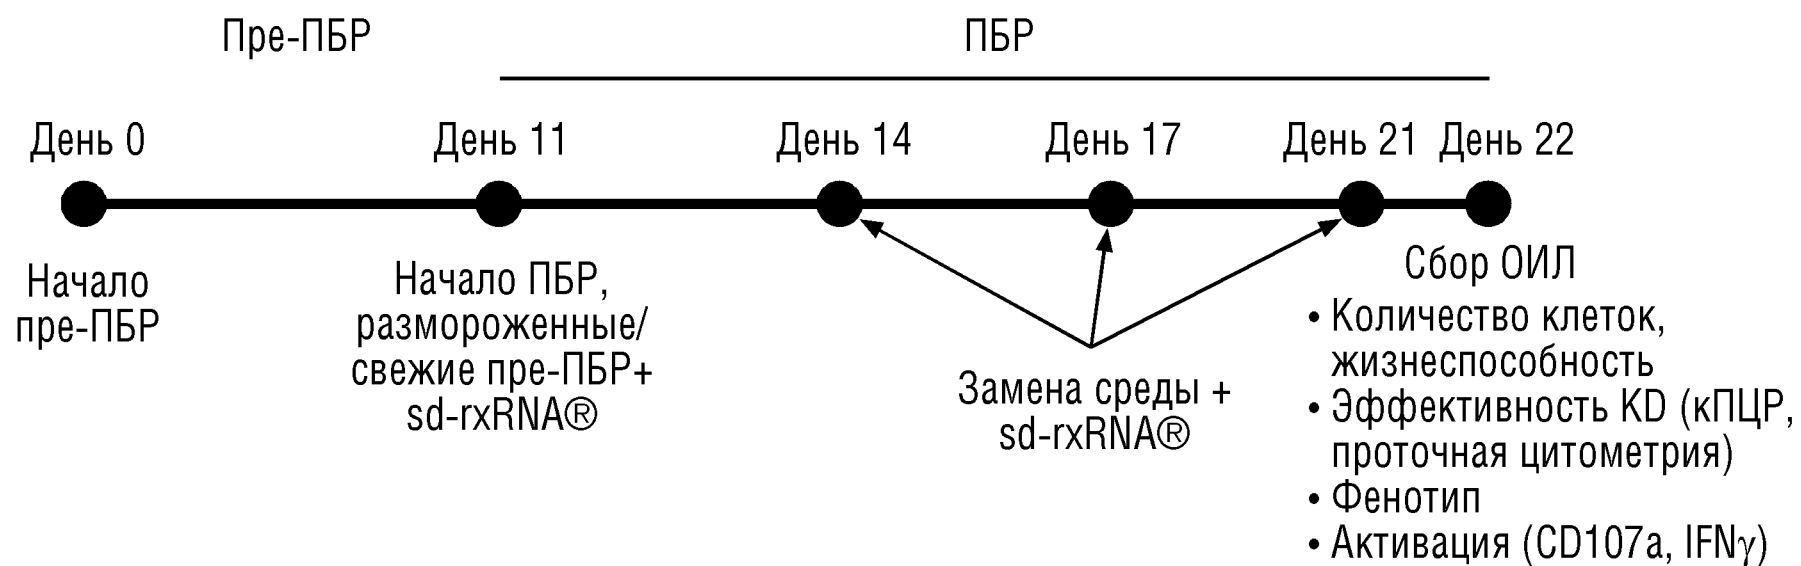 Пре-ПБР
ПБР
День 0
День 11
День 14
День 17
День 21
День 22
Начало
пре-ПБР
Начало ПБР,
размороженные/
свежие пре-ПБР+
sd-rxRNA®
Замена среды +
sd-rxRNA®
Сбор ОИЛ
• Количество клеток,
жизнеспособность
• Эффективность KD (кПЦР,
проточная цитометрия)
• Фенотип
• Активация (CD107a, IFNγ)